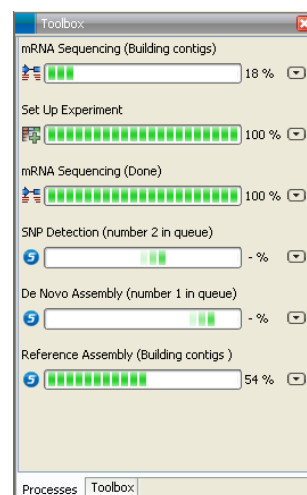 Toolbox
mRNA Sequencing (Building contigs)
18 %
Set Up Experiment
100 %
mRNA Sequencing (Done)
100 %
SNP Detection (number 2 in queue)
- %
De Novo Assembly (number 1 in queue)
- %
Reference Assembly (Building contigs )
54 %
Processes Toolbox